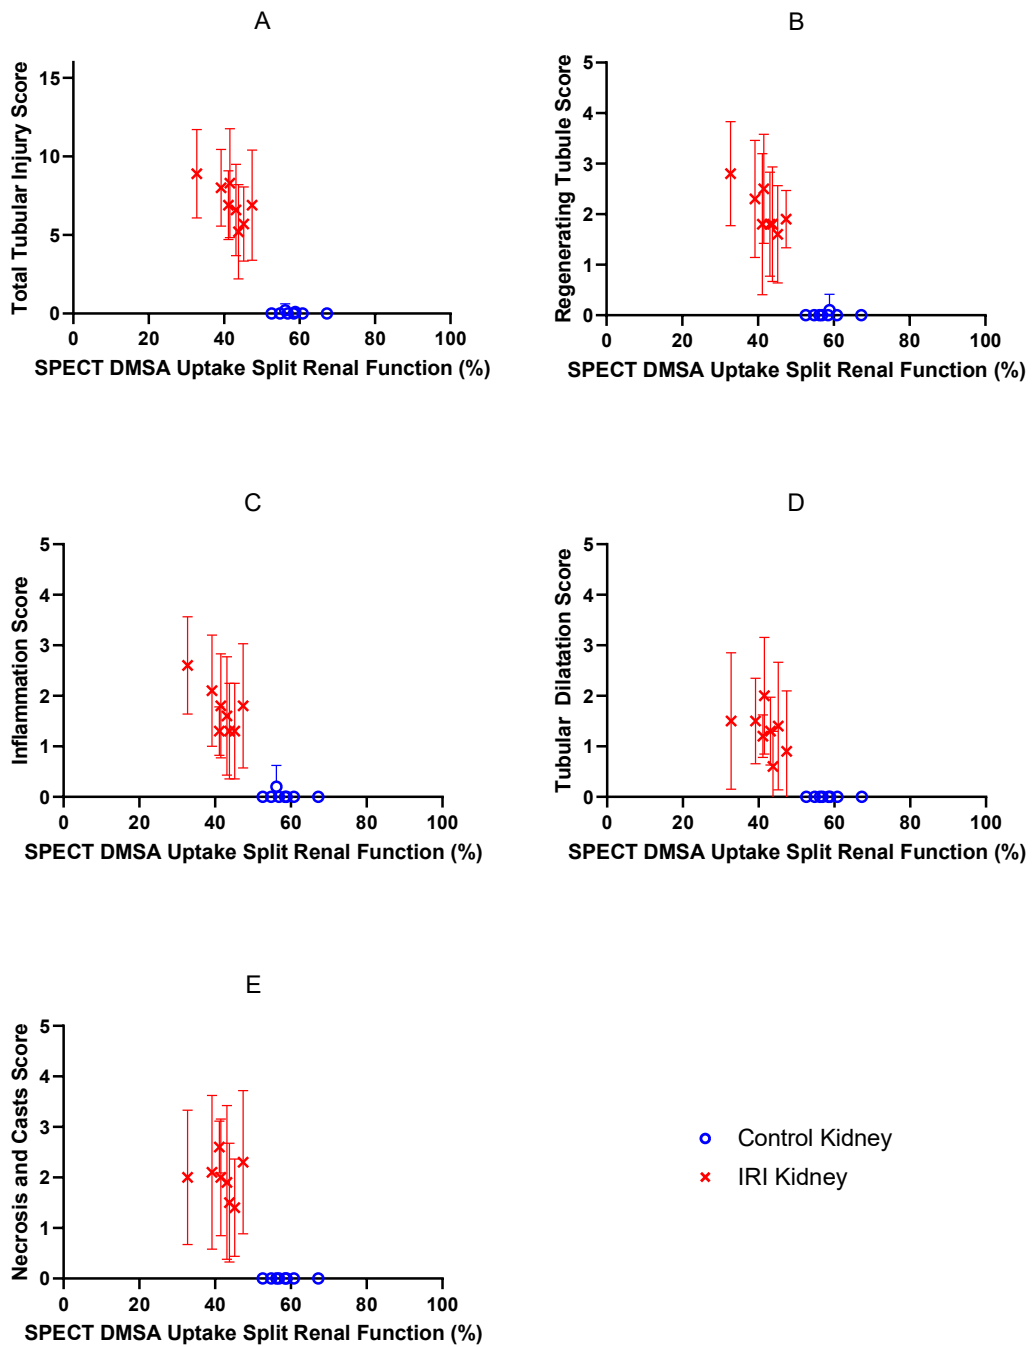 A
Total Tubular Injury Score
15
10
5
0
0 20 40 60 80 100
SPECT DMSA Uptake Split Renal Function (%)
B
Regenerating Tubule Score
5
4
3
2
1
0
0 20 40 60 80 100
SPECT DMSA Uptake Split Renal Function (%)
C
Inflammation Score
5
4
3
2
1
0
0 20 40 60 80 100
SPECT DMSA Uptake Split Renal Function (%)
D
Tubular Dilatation Score
5
4
3
2
1
0
0 20 40 60 80 100
SPECT DMSA Uptake Split Renal Function (%)
E
Necrosis and Casts Score
5
4
3
2
1
0
0 20 40 60 80 100
SPECT DMSA Uptake Split Renal Function (%)
Control Kidney
IRI Kidney